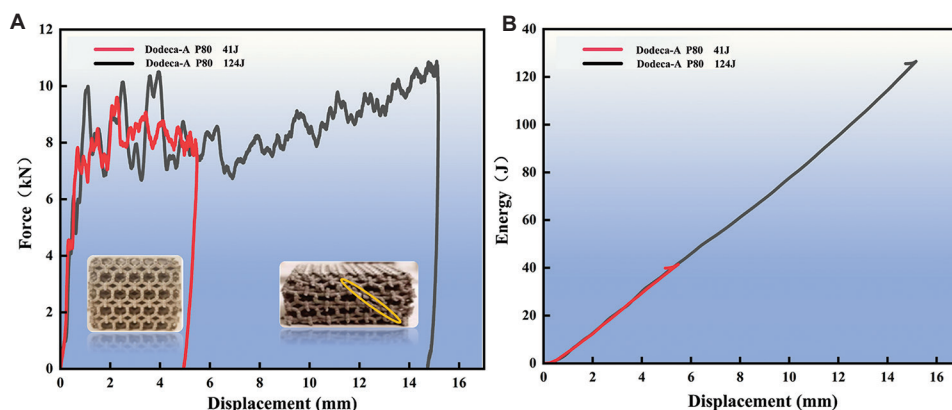 A
Dodeca-A P80 41J
Dodeca-A P80 124J
Force (kN)
12
10
8
6
4
2
0
0 2 4 6 8 10 12 14 16
Displacement (mm)
B
Dodeca-A P80 41J
Dodeca-A P80 124J
Energy (J)
140
120
100
80
60
40
20
0
0 2 4 6 8 10 12 14 16
Displacement (mm)